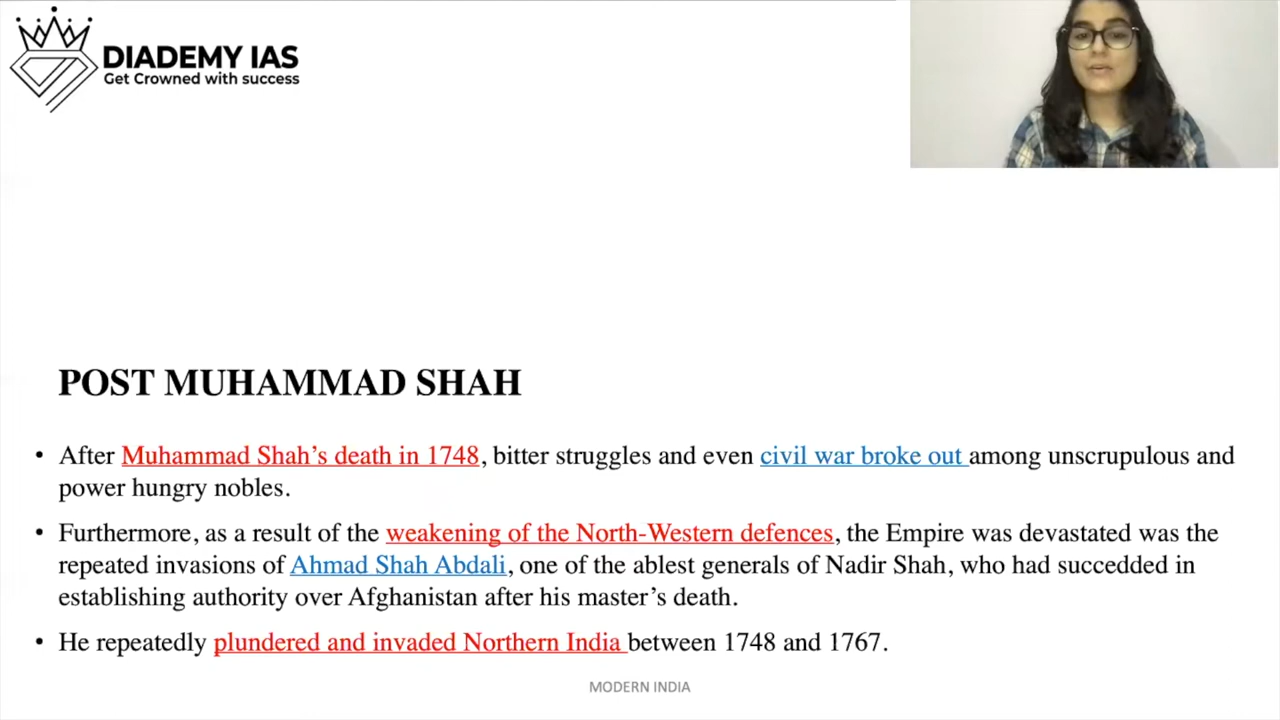 DIADEMY IAS
Get Crowned with success
POST MUHAMMAD SHAH
• After Muhammad Shah’s death in 1748, bitter struggles and even civil war broke out among unscrupulous and
power hungry nobles.
• Furthermore, as a result of the weakening of the North-Western defences, the Empire was devastated was the
repeated invasions of Ahmad Shah Abdali, one of the ablest generals of Nadir Shah, who had succedded in
establishing authority over Afghanistan after his master’s death.
• He repeatedly plundered and invaded Northern India between 1748 and 1767.
MODERN INDIA